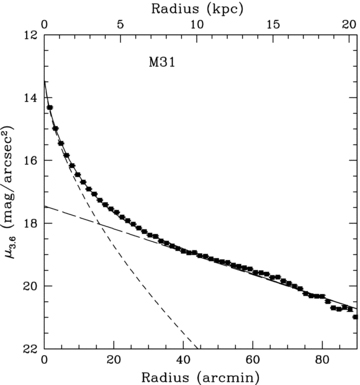 Radius (kpc)
0 5 10 15 20
12
M31
14
16
μ3.6 (mag/arcsec²)
18
20
22
0 20 40 60 80
Radius (arcmin)